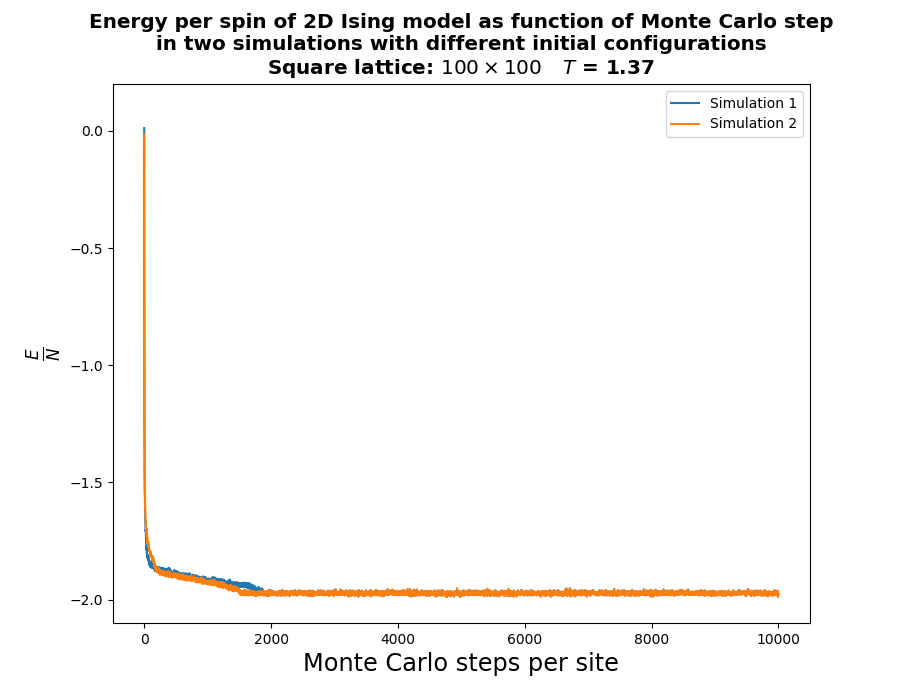 Energy per spin of 2D Ising model as function of Monte Carlo step
in two simulations with different initial configurations
Square lattice: 100 × 100 T = 1.37
Simulation 1
Simulation 2
0.0
−0.5
−1.0
−1.5
−2.0
E
N
0 2000 4000 6000 8000 10000
Monte Carlo steps per site